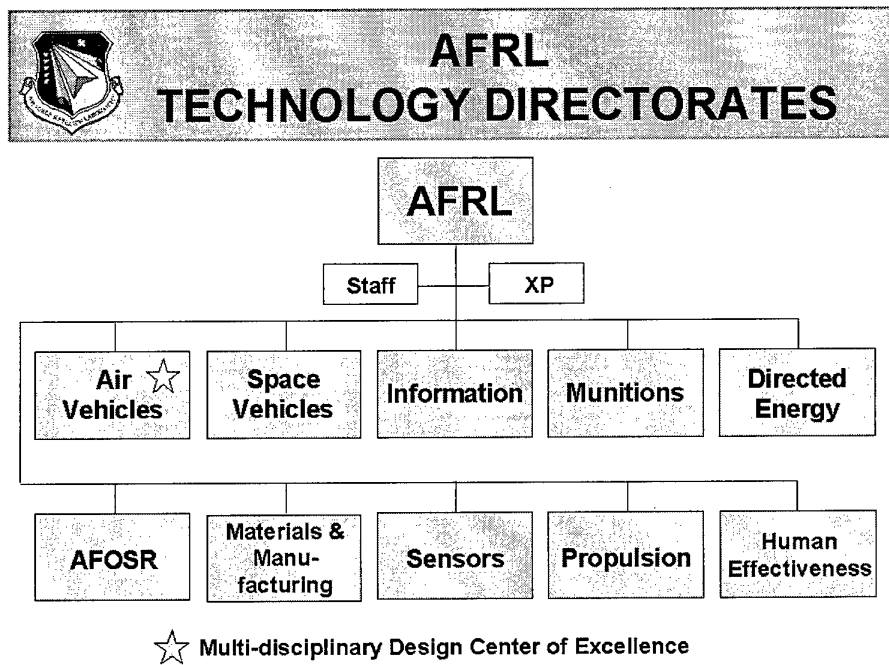 AFRL
TECHNOLOGY DIRECTORATES
AFRL
Staff
XP
Air
Vehicles
Space
Vehicles
Information
Munitions
Directed
Energy
AFOSR
Materials &
Manu-
facturing
Sensors
Propulsion
Human
Effectiveness
Multi-disciplinary Design Center of Excellence